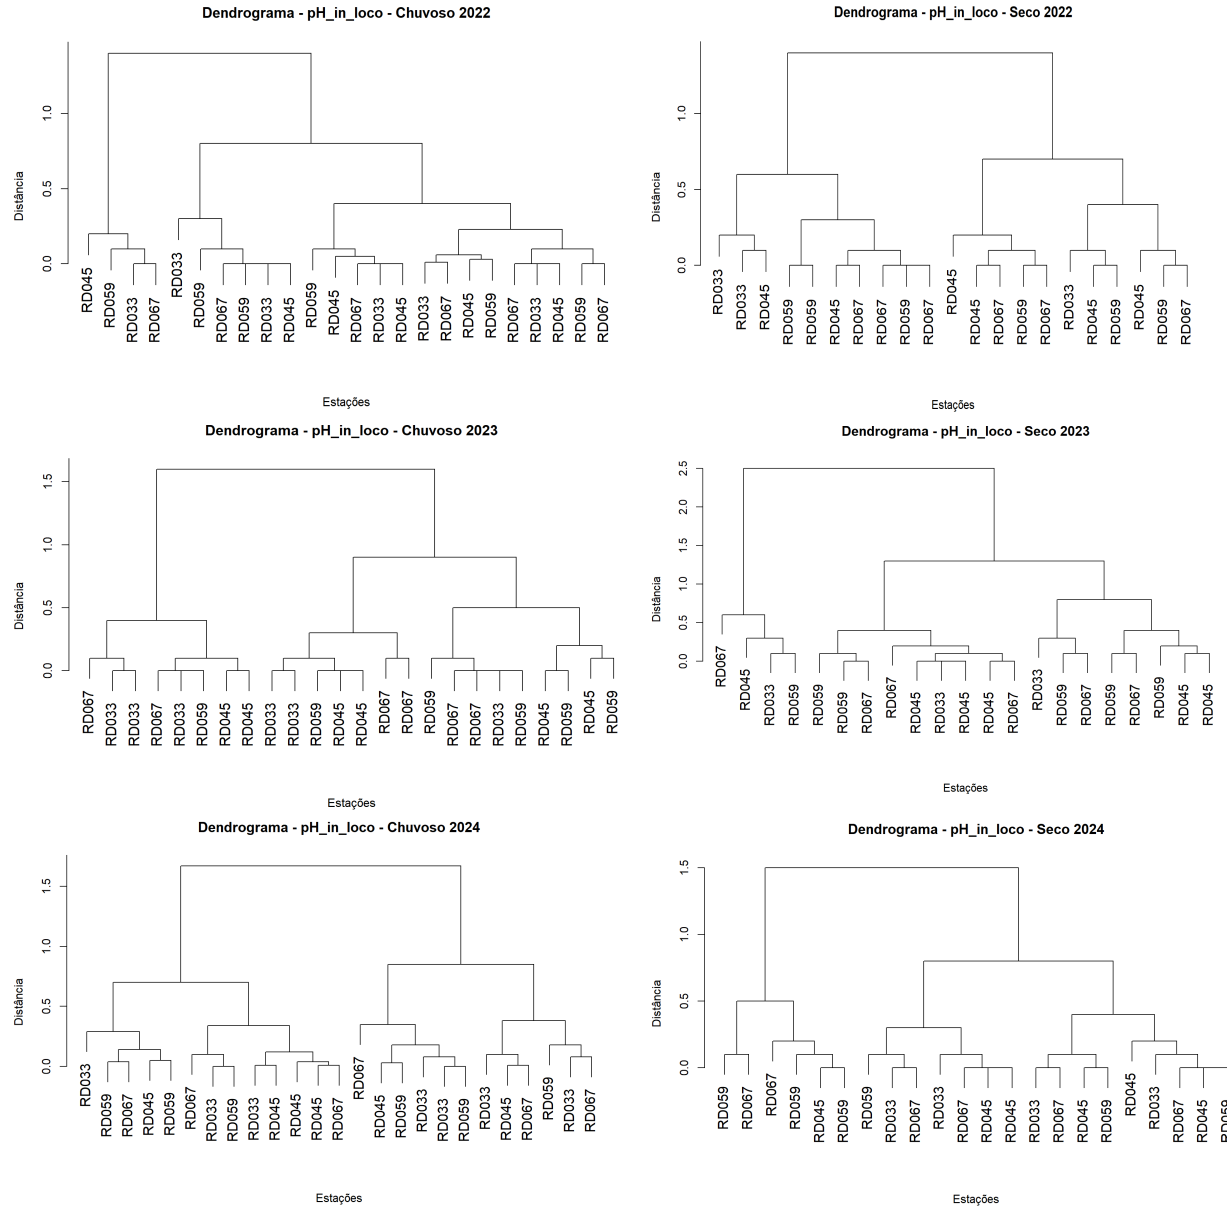 Dendrograma - pH_in_loco - Chuvoso 2022
Distância
0.0 0.5 1.0
RD045 RD059 RD033 RD067 RD033 RD059 RD067 RD059 RD033 RD045 RD059 RD045 RD067 RD033 RD045 RD033 RD067 RD045 RD059 RD067 RD033 RD045 RD059 RD067
Estações
Dendrograma - pH_in_loco - Seco 2022
Distância
0.0 0.5 1.0
RD033 RD033 RD045 RD059 RD059 RD045 RD067 RD067 RD059 RD067 RD045 RD045 RD067 RD059 RD067 RD033 RD045 RD059 RD045 RD059 RD067
Estações
Dendrograma - pH_in_loco - Chuvoso 2023
Distância
0.0 0.5 1.0 1.5
RD067 RD033 RD033 RD067 RD033 RD059 RD045 RD045 RD033 RD033 RD059 RD045 RD045 RD067 RD067 RD059 RD067 RD067 RD033 RD059 RD045 RD059 RD045 RD059
Estações
Dendrograma - pH_in_loco - Seco 2023
Distância
0.0 0.5 1.0 1.5 2.0 2.5
RD067 RD045 RD033 RD059 RD059 RD059 RD067 RD067 RD045 RD033 RD045 RD045 RD067 RD033 RD059 RD067 RD059 RD067 RD059 RD045 RD045
Estações
Dendrograma - pH_in_loco - Chuvoso 2024
Distância
0.0 0.5 1.0 1.5
RD033 RD059 RD067 RD045 RD059 RD067 RD033 RD059 RD033 RD045 RD045 RD067 RD067 RD045 RD059 RD033 RD033 RD059 RD033 RD045 RD067 RD059 RD033 RD067
Estações
Dendrograma - pH_in_loco - Seco 2024
Distância
0.0 0.5 1.0 1.5
RD059 RD067 RD067 RD059 RD045 RD059 RD059 RD033 RD067 RD033 RD067 RD045 RD045 RD033 RD067 RD045 RD059 RD045 RD033 RD067 RD045 RD059
Estações